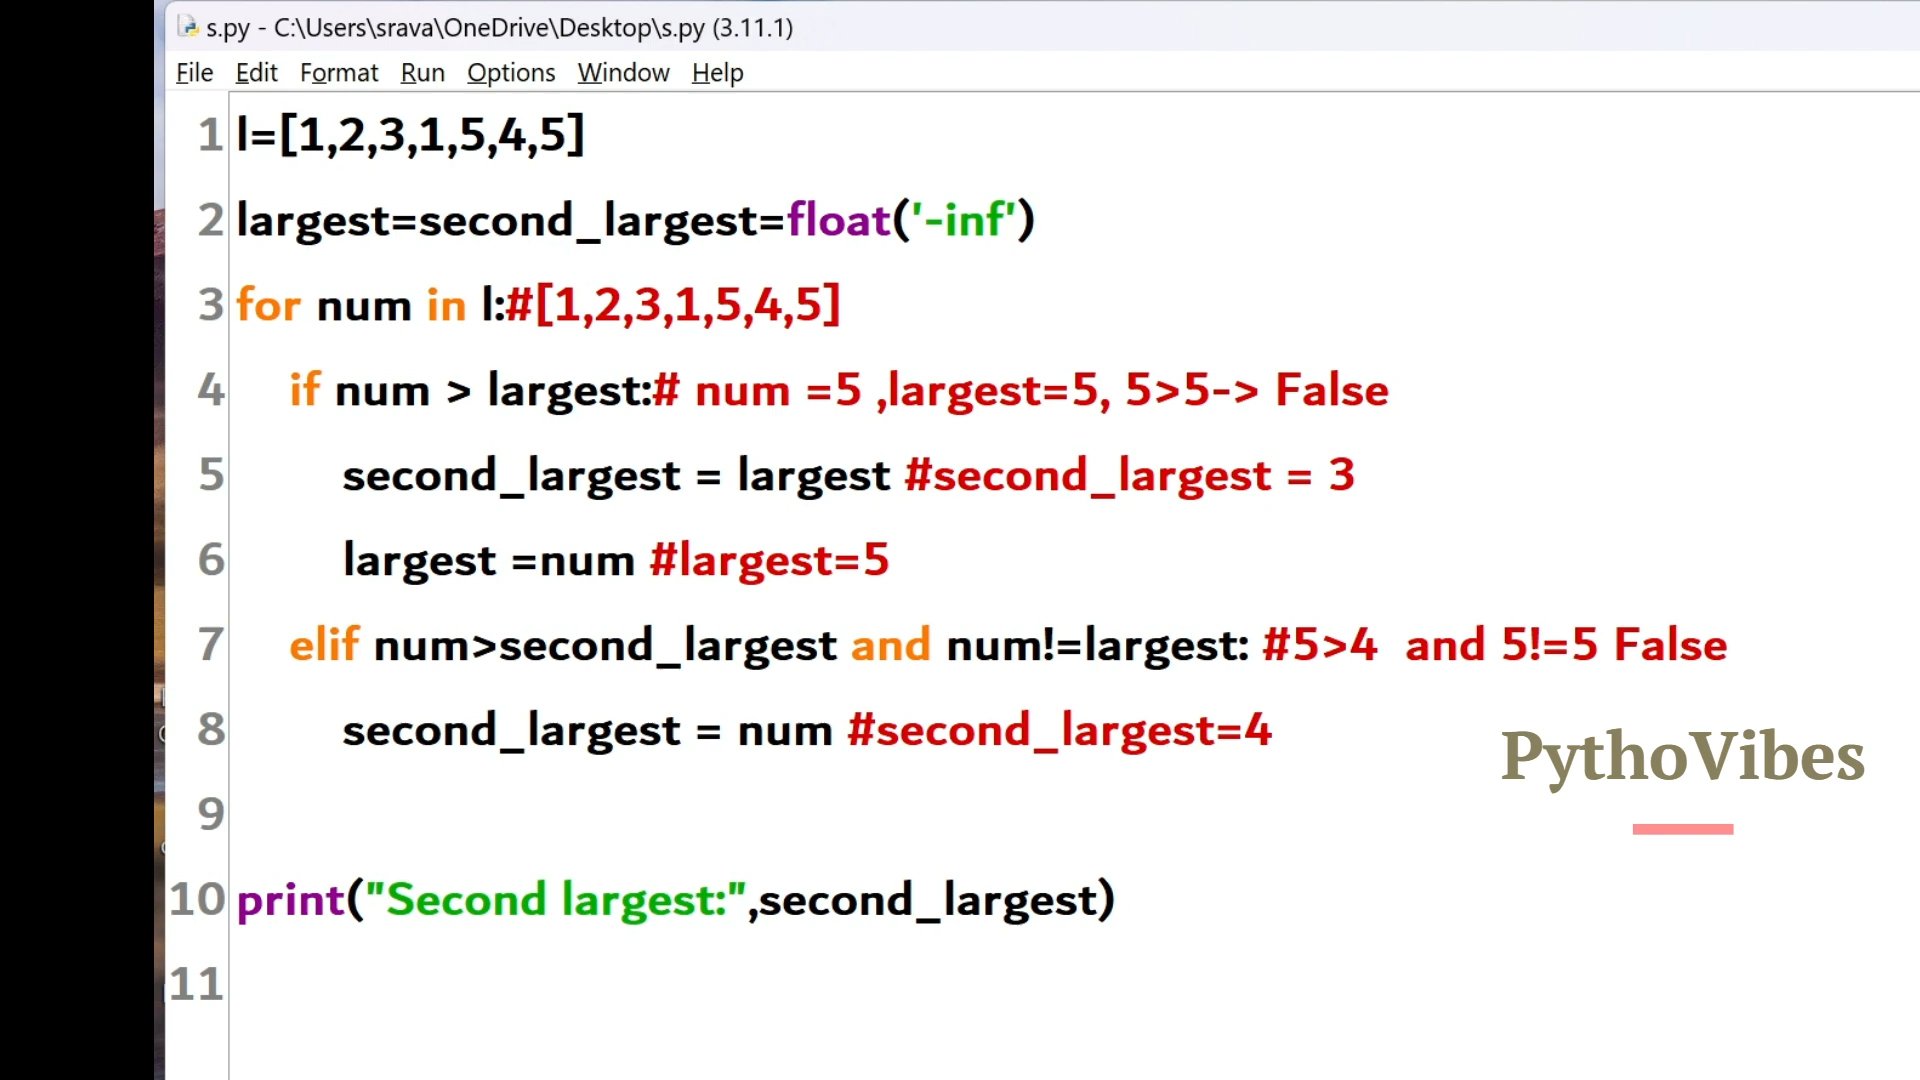 s.py - C:\Users\srava\OneDrive\Desktop\s.py (3.11.1)
File Edit Format Run Options Window Help
1 l=[1,2,3,1,5,4,5]
2 largest=second_largest=float('-inf')
3 for num in l:#[1,2,3,1,5,4,5]
4 if num > largest:# num =5 ,largest=5, 5>5-> False
5 second_largest = largest #second_largest = 3
6 largest =num #largest=5
7 elif num>second_largest and num!=largest: #5>4  and 5!=5 False
8 second_largest = num #second_largest=4
PythoVibes
9
10 print("Second largest:",second_largest)
11